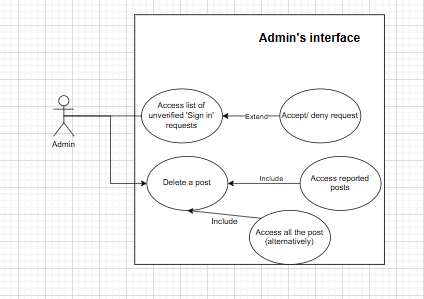 Admin's interface
Access list of
unverified 'Sign in'
requests
Extend
Accept/ deny request
Admin
Delete a post
Include
Access reported
posts
Include
Access all the post
(alternatively)